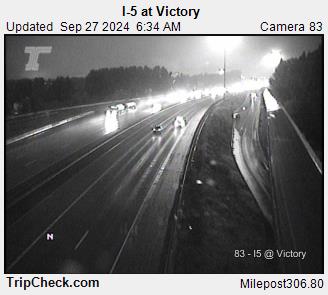 I-5 at Victory
Updated Sep 27 2024 6:34 AM Camera 83
T
N
83 - I5 @ Victory
TripCheck.com Milepost306.80